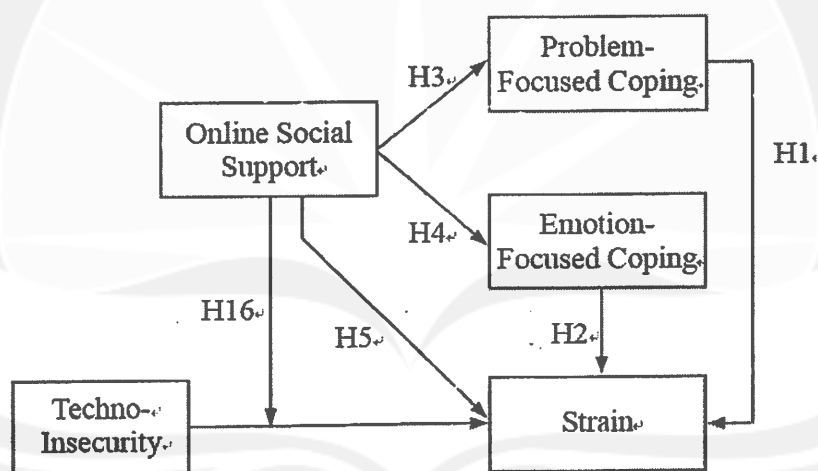 Problem-
Focused Coping
H3
Online Social
Support
H1
H4
Emotion-
Focused Coping
H16
H5
H2
Techno-
Insecurity
Strain